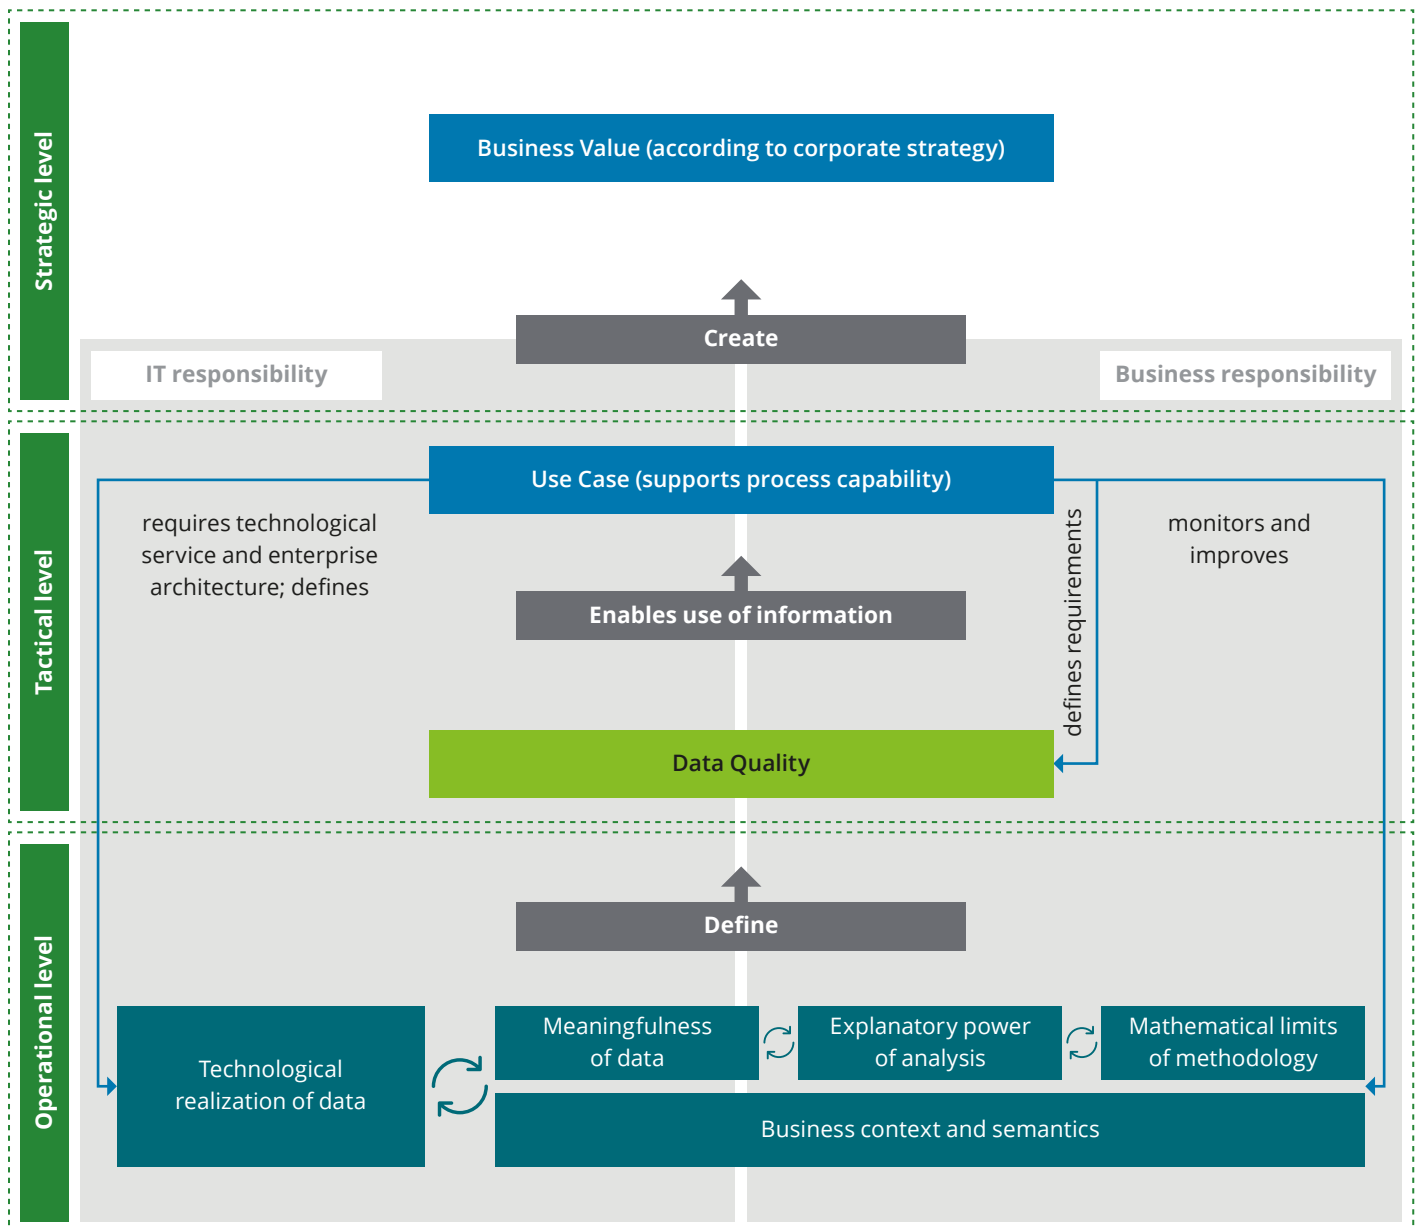 Strategic level
Business Value (according to corporate strategy)
Create
IT responsibility
Business responsibility
Tactical level
Use Case (supports process capability)
requires technological
service and enterprise
architecture; defines
defines requirements
monitors and
improves
Enables use of information
Data Quality
Operational level
Define
Technological
realization of data
Meaningfulness
of data
Explanatory power
of analysis
Mathematical limits
of methodology
Business context and semantics